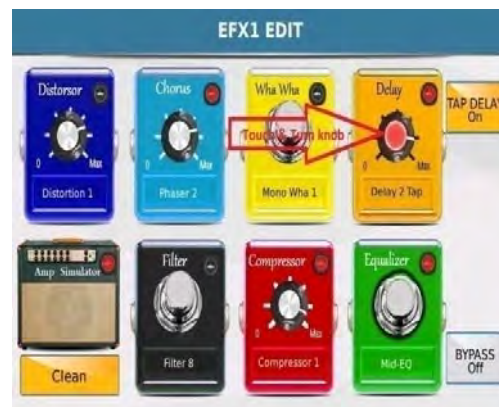 EFX1 EDIT
Distorsor
0 Max
Distortion 1
Chorus
0 Max
Phaser 2
Wha Wha
Mono Wha 1
Touch & Turn knob
Delay
0 Max
Delay 2 Tap
TAP DELAY
On
Amp Simulator
Clean
Filter
Filter 8
Compressor
0 Max
Compressor 1
Equalizer
Mid-EQ
BYPASS
Off